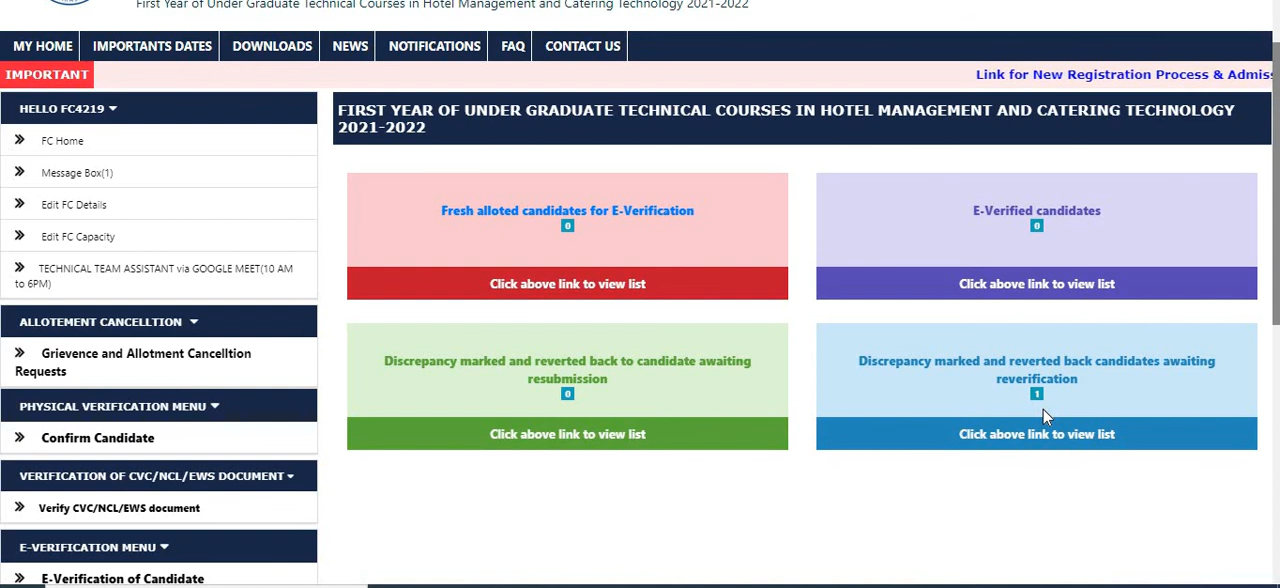 First Year of Under Graduate Technical Courses in Hotel Management and Catering Technology 2021-2022
MY HOME
IMPORTANTS DATES
DOWNLOADS
NEWS
NOTIFICATIONS
FAQ
CONTACT US
IMPORTANT
Link for New Registration Process & Admiss
HELLO FC4219
FC Home
Message Box(1)
Edit FC Details
Edit FC Capacity
TECHNICAL TEAM ASSISTANT via GOOGLE MEET(10 AM
to 6PM)
ALLOTEMENT CANCELLTION
Grievence and Allotment Cancelltion
Requests
PHYSICAL VERIFICATION MENU
Confirm Candidate
VERIFICATION OF CVC/NCL/EWS DOCUMENT
Verify CVC/NCL/EWS document
E-VERIFICATION MENU
E-Verification of Candidate
FIRST YEAR OF UNDER GRADUATE TECHNICAL COURSES IN HOTEL MANAGEMENT AND CATERING TECHNOLOGY
2021-2022
Fresh alloted candidates for E-Verification
0
Click above link to view list
E-Verified candidates
0
Click above link to view list
Discrepancy marked and reverted back to candidate awaiting
resubmission
0
Click above link to view list
Discrepancy marked and reverted back candidates awaiting
reverification
1
Click above link to view list